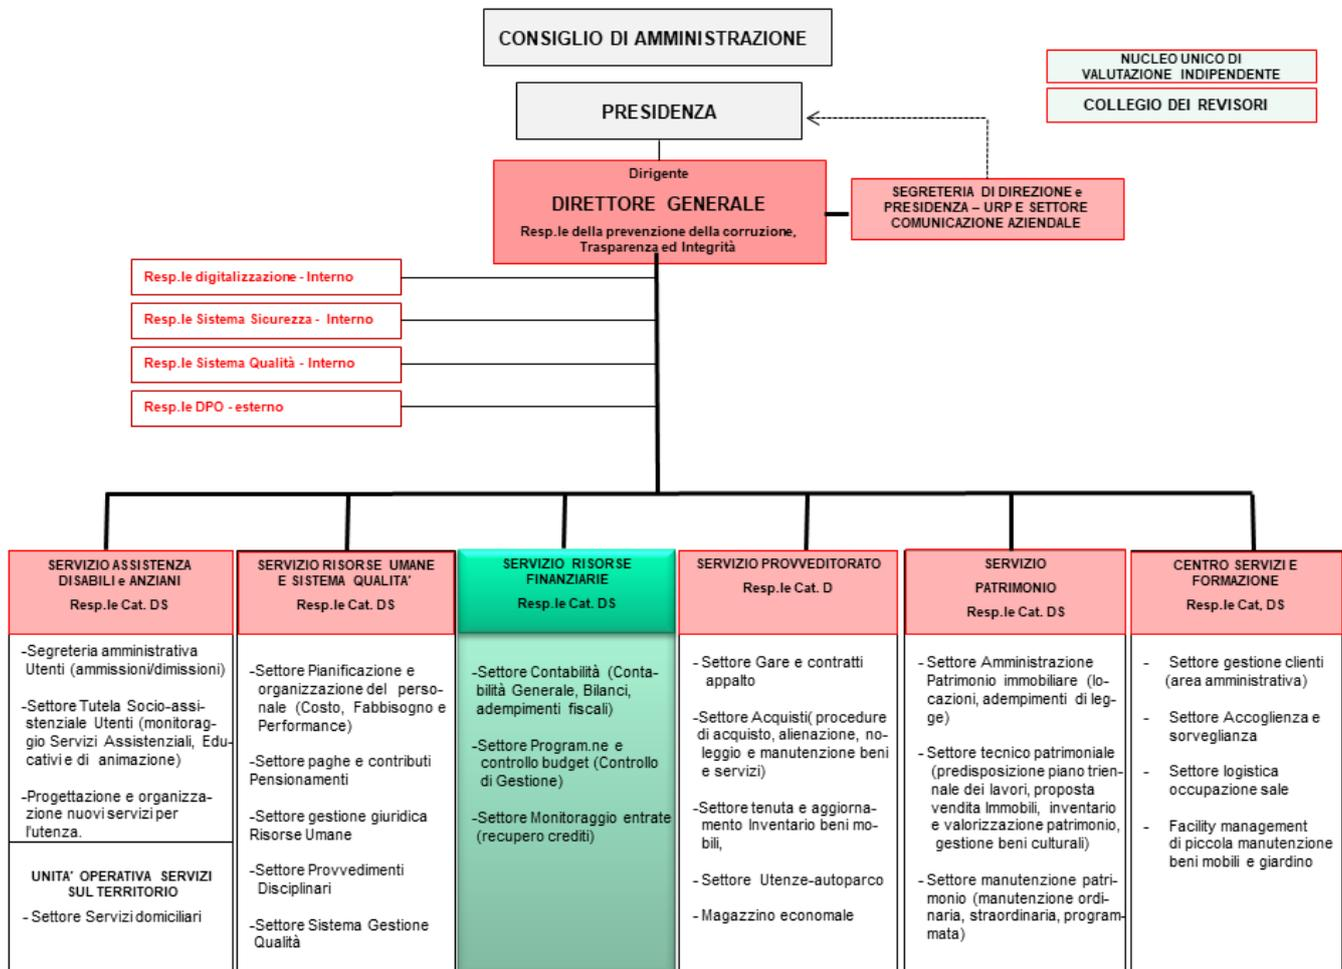 CONSIGLIO DI AMMINISTRAZIONE
NUCLEO UNICO DI
VALUTAZIONE INDIPENDENTE
COLLEGIO DEI REVISORI
PRESIDENZA
Dirigente
DIRETTORE GENERALE
Resp.le della prevenzione della corruzione,
Trasparenza ed Integrità
SEGRETERIA DI DIREZIONE e
PRESIDENZA – URP E SETTORE
COMUNICAZIONE AZIENDALE
Resp.le digitalizzazione - Interno
Resp.le Sistema Sicurezza - Interno
Resp.le Sistema Qualità - Interno
Resp.le DPO - esterno
SERVIZIO ASSISTENZA
DISABILI e ANZIANI
Resp.le Cat. DS
-Segreteria amministrativa
Utenti (ammissioni/dimissioni)
-Settore Tutela Socio-assi-
stenziale Utenti (monitorag-
gio Servizi Assistenziali, Edu-
cativi e di animazione)
-Progettazione e organizza-
zione nuovi servizi per
l'utenza.
UNITA' OPERATIVA SERVIZI
SUL TERRITORIO
- Settore Servizi domiciliari
SERVIZIO RISORSE UMANE
E SISTEMA QUALITA'
Resp.le Cat. DS
-Settore Pianificazione e
organizzazione del perso-
nale (Costo, Fabbisogno e
Performance)
-Settore paghe e contributi
Pensionamenti
-Settore gestione giuridica
Risorse Umane
-Settore Provvedimenti
Disciplinari
-Settore Sistema Gestione
Qualità
SERVIZIO RISORSE
FINANZIARIE
Resp.le Cat. DS
-Settore Contabilità (Conta-
bilità Generale, Bilanci,
adempimenti fiscali)
-Settore Program.ne e
controllo budget (Controllo
di Gestione)
-Settore Monitoraggio entrate
(recupero crediti)
SERVIZIO PROVVEDITORATO
Resp.le Cat. D
- Settore Gare e contratti
appalto
-Settore Acquisti( procedure
di acquisto, alienazione, no-
leggio e manutenzione beni
e servizi)
-Settore tenuta e aggiorna-
mento Inventario beni mo-
bili,
- Settore Utenze-autoparco
- Magazzino economale
SERVIZIO
PATRIMONIO
Resp.le Cat. DS
- Settore Amministrazione
Patrimonio immobiliare (lo-
cazioni, adempimenti di leg-
ge)
- Settore tecnico patrimoniale
(predisposizione piano trien-
nale dei lavori, proposta
vendita Immobili, inventario
e valorizzazione patrimonio,
gestione beni culturali)
- Settore manutenzione patri-
monio (manutenzione ordi-
naria, straordinaria, program-
mata)
CENTRO SERVIZI E
FORMAZIONE
Resp.le Cat, DS
- Settore gestione clienti
(area amministrativa)
- Settore Accoglienza e
sorveglianza
- Settore logistica
occupazione sale
- Facility management
di piccola manutenzione
beni mobili e giardino